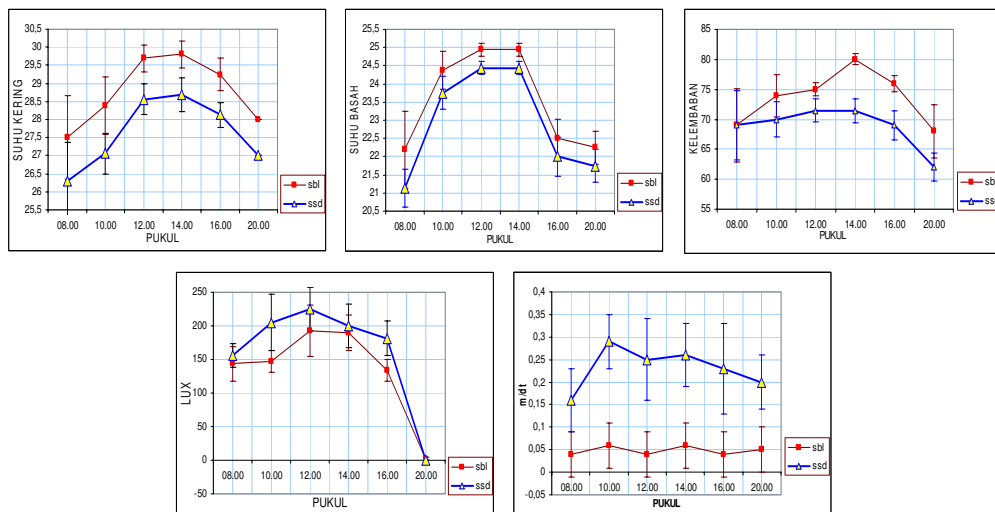 SUHU KERING
30,5
30
29,5
29
28,5
28
27,5
27
26,5
26
25,5
08.00 10.00 12.00 14.00 16.00 20.00
PUKUL
sbl
ssd
SUHU BASAH
25,5
25
24,5
24
23,5
23
22,5
22
21,5
21
20,5
08.00 10.00 12.00 14.00 16.00 20.00
PUKUL
sbl
ssd
KELEMBABAN
85
80
75
70
65
60
55
08.00 10.00 12.00 14.00 16.00 20.00
PUKUL
sbl
ssd
LUX
250
200
150
100
50
0
-50
08.00 10.00 12.00 14.00 16.00 20.00
PUKUL
sbl
ssd
m/dt
0,4
0,35
0,3
0,25
0,2
0,15
0,1
0,05
0
-0,05
08.00 10.00 12.00 14.00 16.00 20.00
PUKUL
sbl
ssd